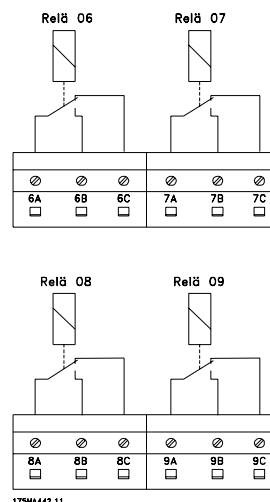 Relä 06 Relä 07
6A 6B 6C 7A 7B 7C
Relä 08 Relä 09
8A 8B 8C 9A 9B 9C
175HA442.11